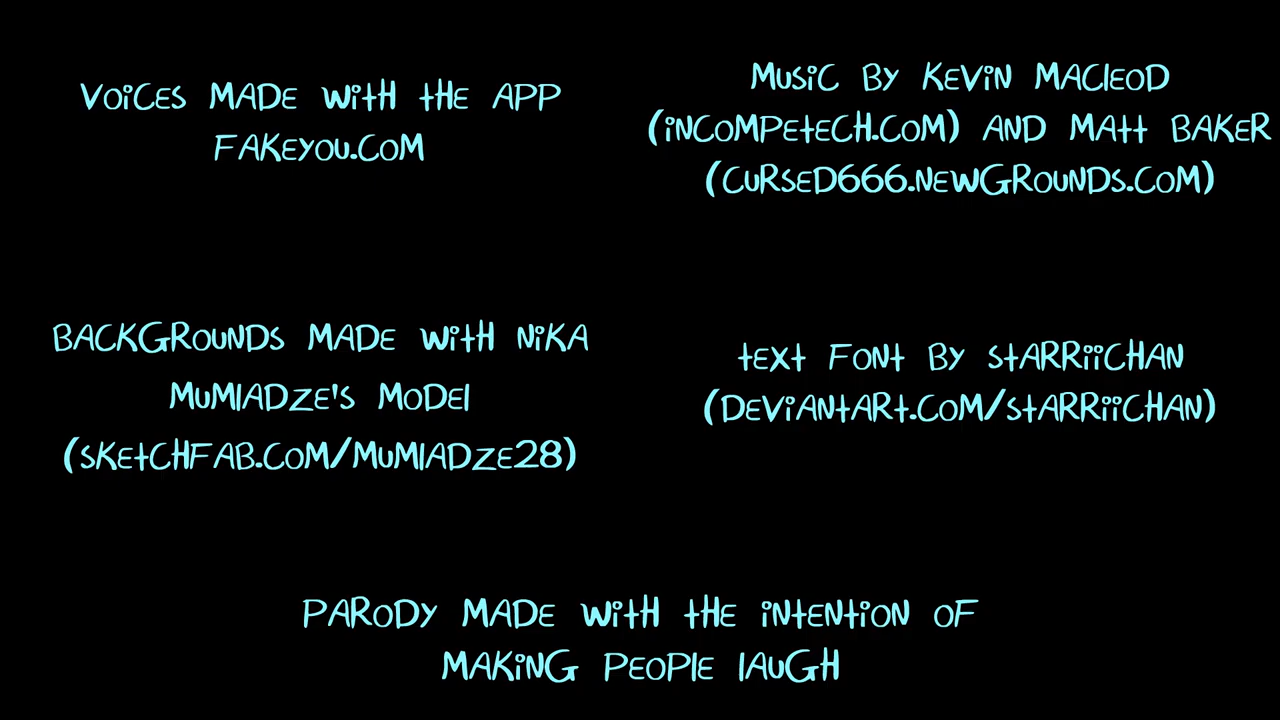 VOiCES MADE WitH tHE APP
FAKEYOU.COM
MUSiC BY KEViN MACLEOD
(iNCOMPEtECH.COM) AND MAtt BAKER
(CURSED666.NEWGROUNDS.COM)
BACKGROUNDS MADE WitH NiKA
MUMLADZE'S MODEL
(SKEtCHFAB.COM/MUMLADZE28)
tEXt FONt BY StARRiiCHAN
(DEViANtARt.COM/StARRiiCHAN)
PARODY MADE WitH tHE iNtENtiON OF
MAKiNG PEOPLE LAUGH